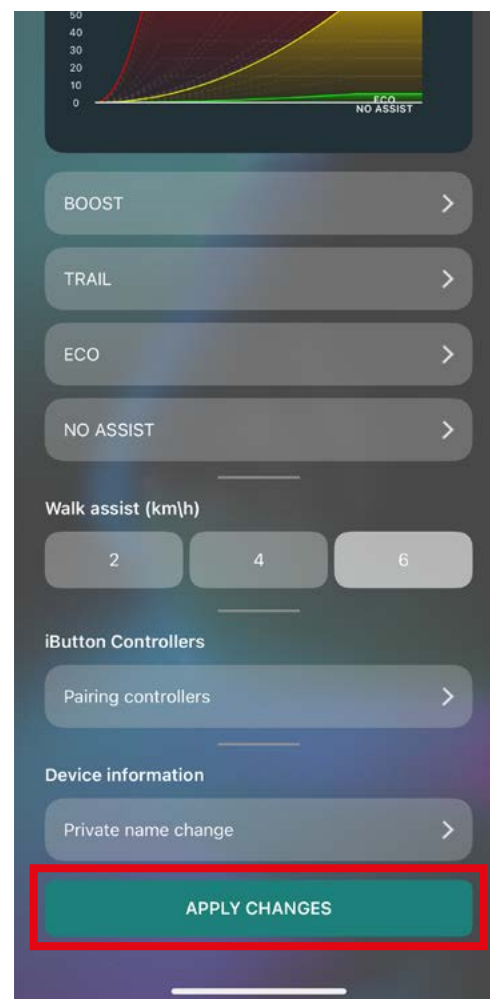 50
40
30
20
10
0
ECO
NO ASSIST
BOOST
TRAIL
ECO
NO ASSIST
Walk assist (km\h)
2 4 6
iButton Controllers
Pairing controllers
Device information
Private name change
APPLY CHANGES